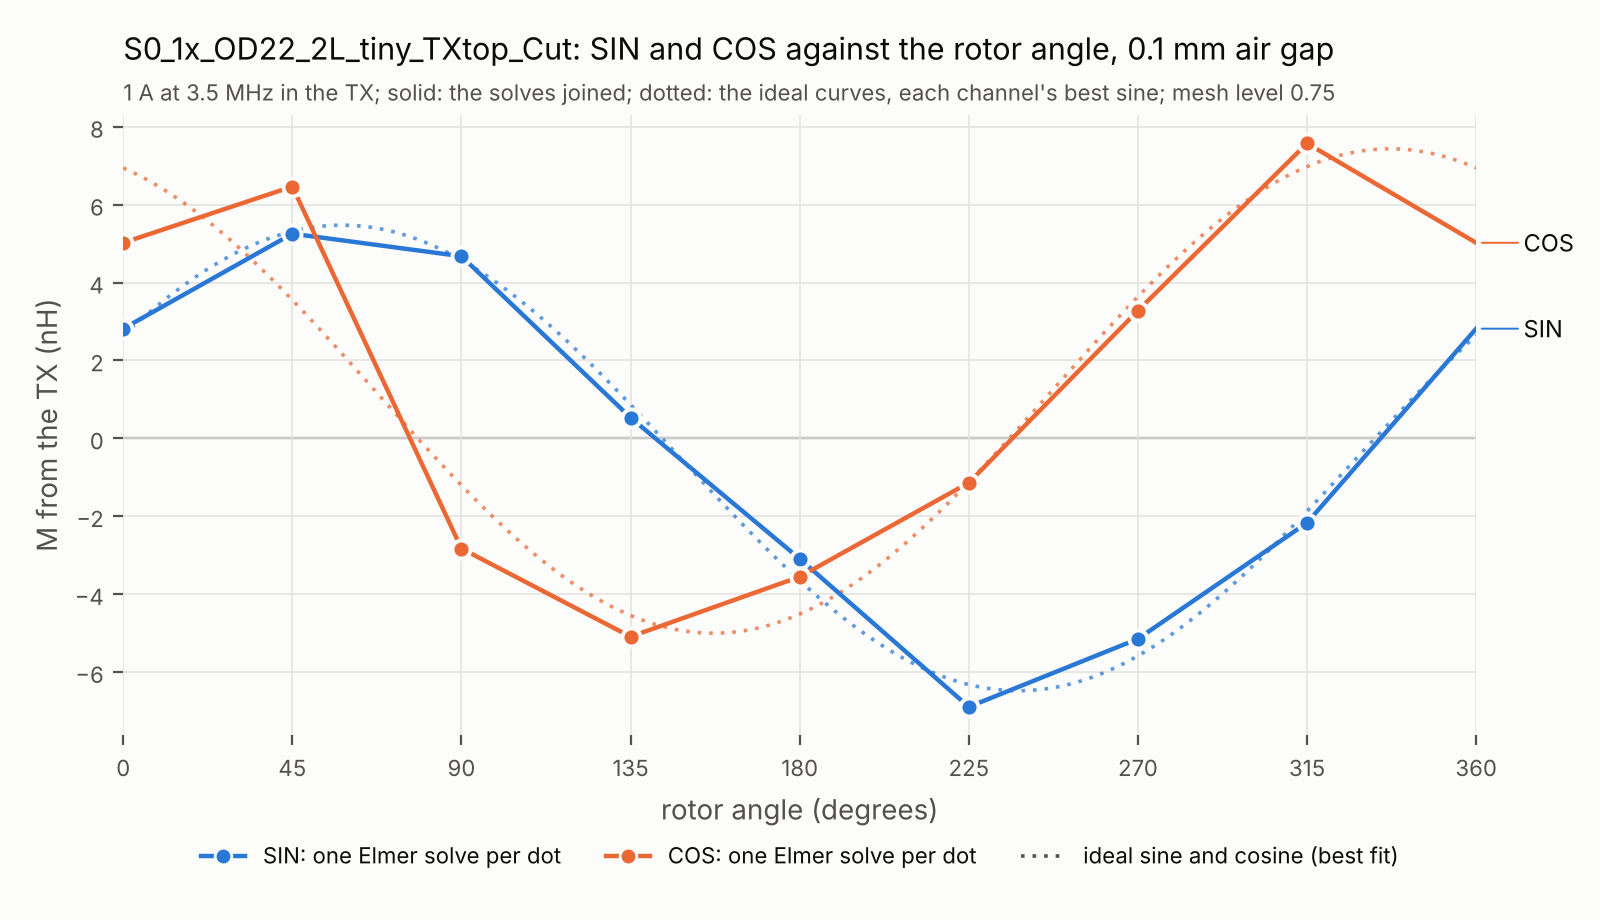 S0_1x_OD22_2L_tiny_TXtop_Cut: SIN and COS against the rotor angle, 0.1 mm air gap
1 A at 3.5 MHz in the TX; solid: the solves joined; dotted: the ideal curves, each channel's best sine; mesh level 0.75
M from the TX (nH)
8
6
4
2
0
−2
−4
−6
COS
SIN
0 45 90 135 180 225 270 315 360
rotor angle (degrees)
SIN: one Elmer solve per dot COS: one Elmer solve per dot ideal sine and cosine (best fit)